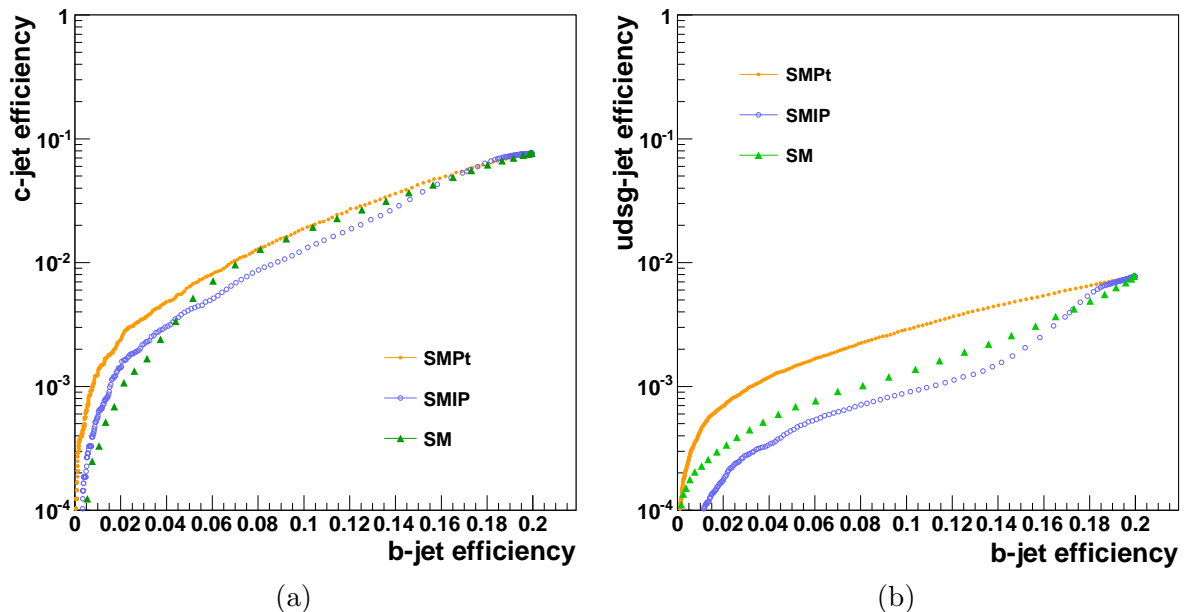 c-jet efficiency
1
10-1
10-2
10-3
10-4
SMPt
SMIP
SM
0 0.02 0.04 0.06 0.08 0.1 0.12 0.14 0.16 0.18 0.2
b-jet efficiency
(a)
udsg-jet efficiency
1
10-1
10-2
10-3
10-4
SMPt
SMIP
SM
0 0.02 0.04 0.06 0.08 0.1 0.12 0.14 0.16 0.18 0.2
b-jet efficiency
(b)